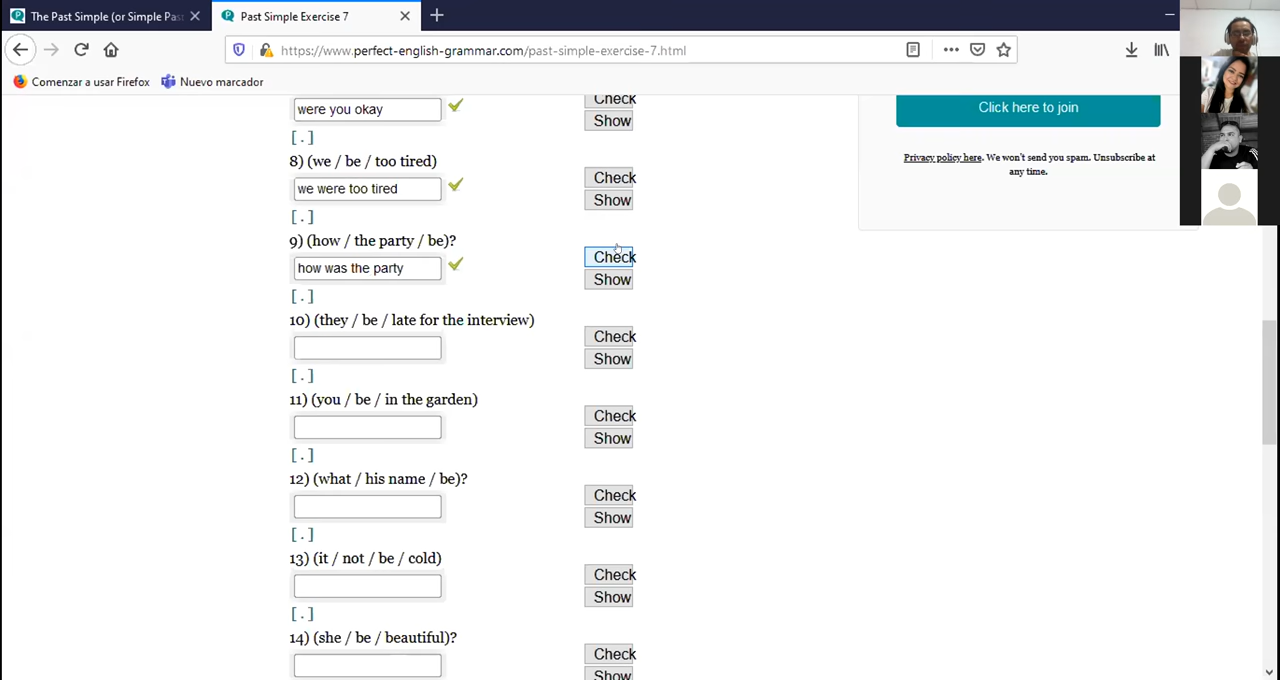 The Past Simple (or Simple Pas
Past Simple Exercise 7
https://www.perfect-english-grammar.com/past-simple-exercise-7.html
Comenzar a usar Firefox
Nuevo marcador
were you okay
Check
Show
[ . ]
8) (we / be / too tired)
we were too tired
Check
Show
[ . ]
9) (how / the party / be)?
how was the party
Check
Show
[ . ]
10) (they / be / late for the interview)
Check
Show
[ . ]
11) (you / be / in the garden)
Check
Show
[ . ]
12) (what / his name / be)?
Check
Show
[ . ]
13) (it / not / be / cold)
Check
Show
[ . ]
14) (she / be / beautiful)?
Check
Show
Click here to join
Privacy policy here. We won't send you spam. Unsubscribe at
any time.